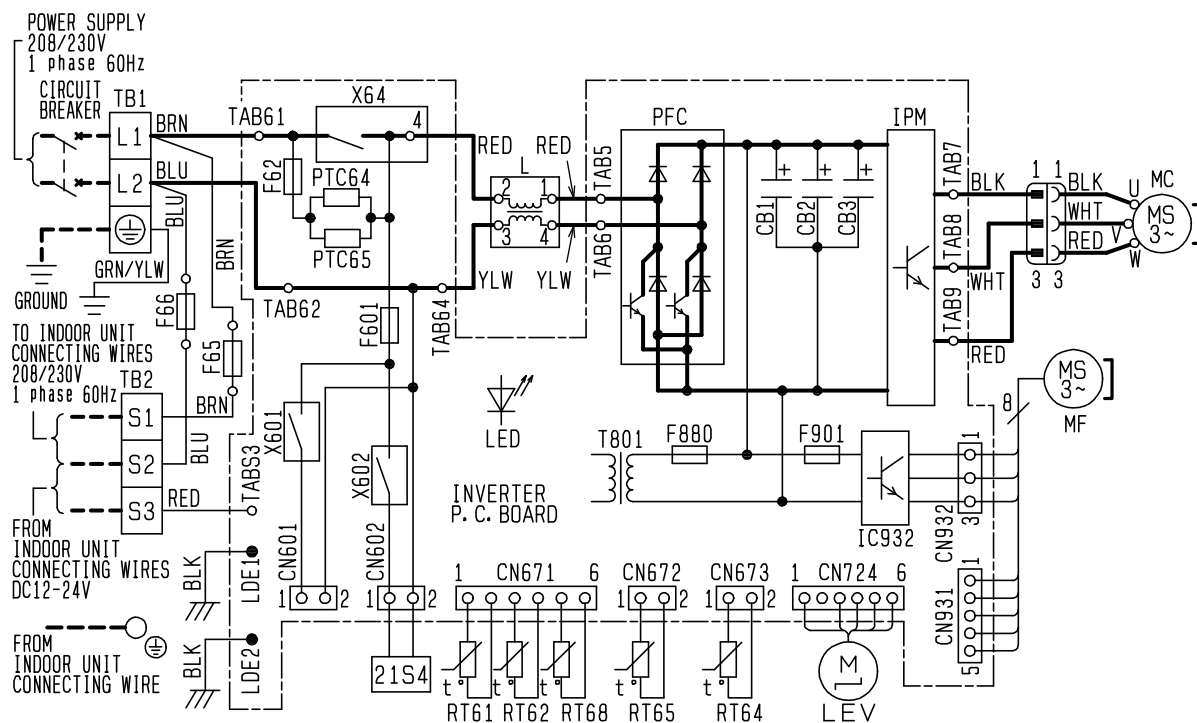 POWER SUPPLY
208/230V
1 phase 60Hz
CIRCUIT
BREAKER
TB1
L1
L2
BRN
BLU
BLU
BRN
GRN/YLW
GROUND
F66
F65
TO INDOOR UNIT
CONNECTING WIRES
208/230V
1 phase 60Hz
TB2
S1
S2
S3
BRN
BLU
RED
TABS3
FROM
INDOOR UNIT
CONNECTING WIRES
DC12-24V
BLK
LDE1
FROM
INDOOR UNIT
CONNECTING WIRE
BLK
LDE2
TAB61
X64
4
F62
PTC64
PTC65
TAB62
F601
TAB64
X601
X602
CN601
1
2
CN602
1
2
21S4
RED
L
RED
2
1
3
4
YLW
YLW
TAB5
TAB6
LED
INVERTER
P. C. BOARD
PFC
+
+
+
CB1
CB2
CB3
IPM
TAB7
TAB8
TAB9
BLK
WHT
RED
1
1
3
3
BLK
WHT
RED
U
V
W
MC
MS
3~
MS
3~
MF
8
T801
F880
F901
IC932
CN932
1
3
CN931
1
5
1
CN671
6
CN672
1
2
CN673
1
2
1
CN724
6
t°
t°
t°
t°
t°
RT61
RT62
RT68
RT65
RT64
M
LEV